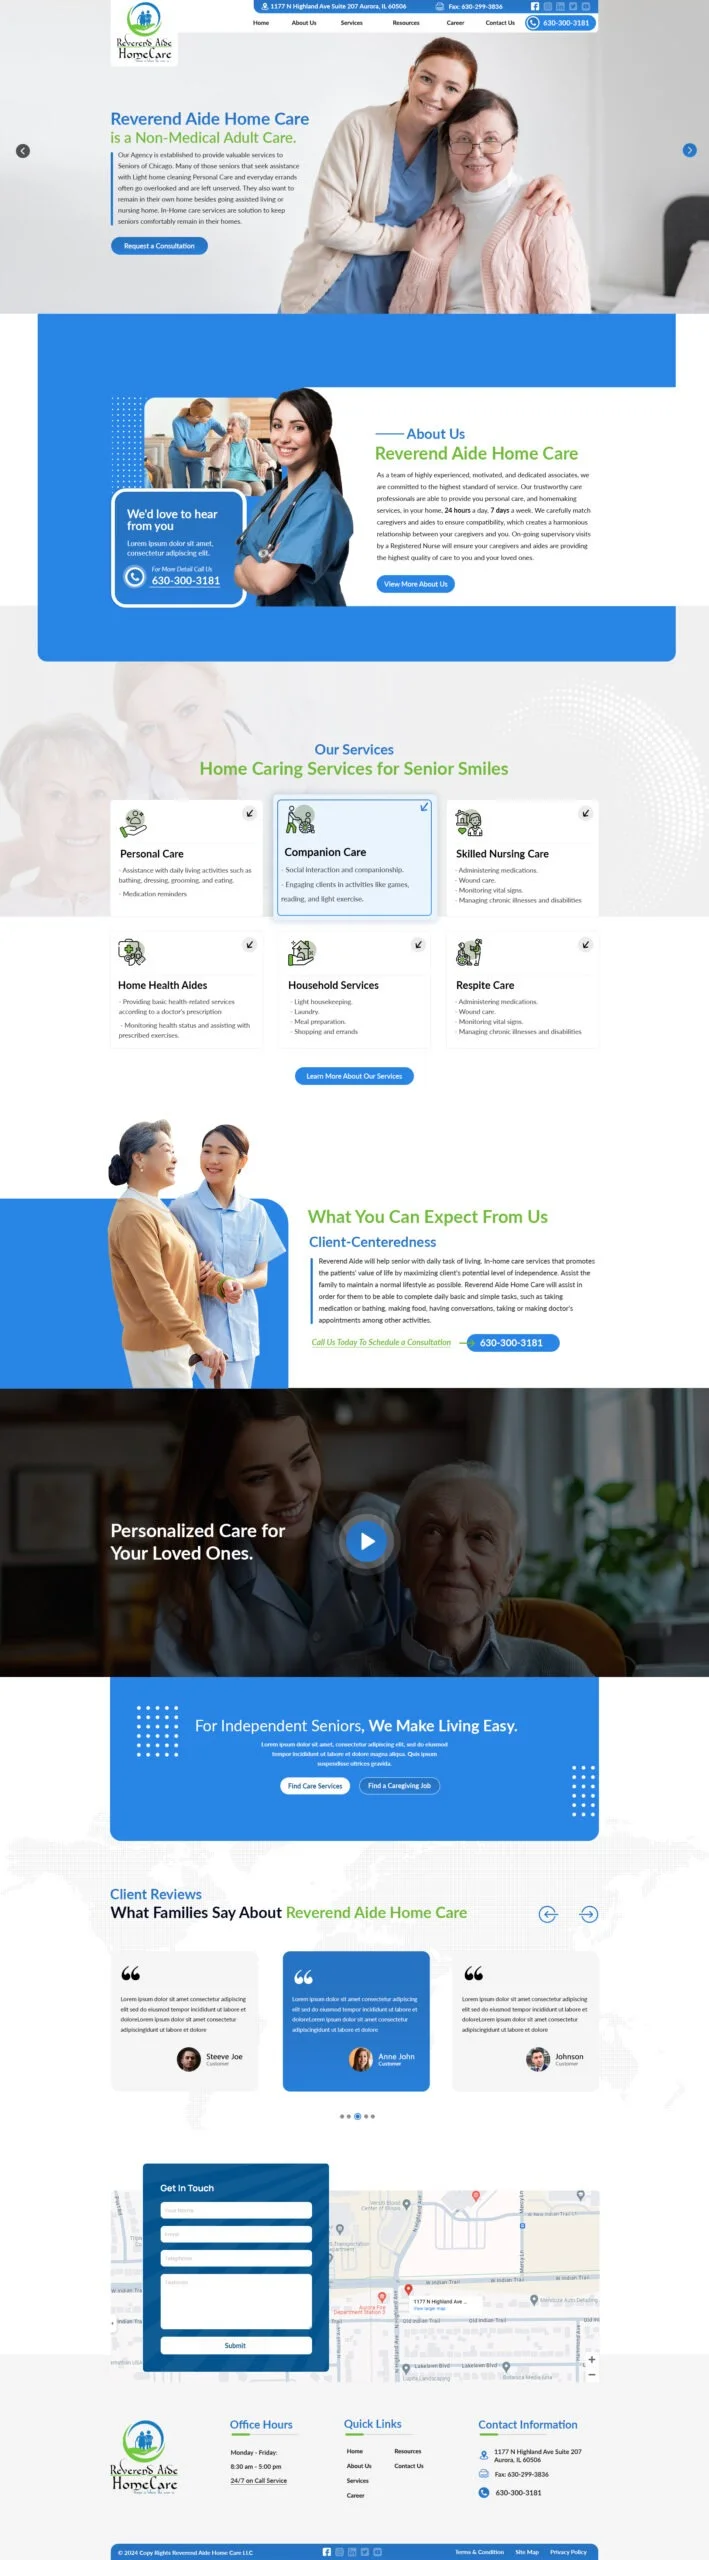 1177 N Highland Ave Suite 207 Aurora, IL 60506
Fax: 630-299-3836
Reverend Aide
HomeCare
Home
About Us
Services
Resources
Career
Contact Us
630-300-3181
Reverend Aide Home Care
is a Non-Medical Adult Care.
Our Agency is established to provide valuable services to
Seniors of Chicago. Many of those seniors that seek assistance
with Light home cleaning Personal Care and everyday errands
often go overlooked and are left unserved. They also want to
remain in their own home besides going assisted living or
nursing home. In-Home care services are solution to keep
seniors comfortably remain in their homes.
Request a Consultation
We'd love to hear
from you
Lorem ipsum dolor sit amet,
consectetur adipiscing elit.
For More Detail Call Us
630-300-3181
About Us
Reverend Aide Home Care
As a team of highly experienced, motivated, and dedicated associates, we
are committed to the highest standard of service. Our trustworthy care
professionals are able to provide you personal care, and homemaking
services, in your home, 24 hours a day, 7 days a week. We carefully match
caregivers and aides to ensure compatibility, which creates a harmonious
relationship between your caregivers and you. On-going supervisory visits
by a Registered Nurse will ensure your caregivers and aides are providing
the highest quality of care to you and your loved ones.
View More About Us
Our Services
Home Caring Services for Senior Smiles
Personal Care
- Assistance with daily living activities such as
bathing, dressing, grooming, and eating.
- Medication reminders
Companion Care
- Social interaction and companionship.
- Engaging clients in activities like games,
reading, and light exercise.
Skilled Nursing Care
- Administering medications.
- Wound care.
- Monitoring vital signs.
- Managing chronic illnesses and disabilities
Home Health Aides
- Providing basic health-related services
according to a doctor's prescription
- Monitoring health status and assisting with
prescribed exercises.
Household Services
- Light housekeeping.
- Laundry.
- Meal preparation.
- Shopping and errands
Respite Care
- Administering medications.
- Wound care.
- Monitoring vital signs.
- Managing chronic illnesses and disabilities
Learn More About Our Services
What You Can Expect From Us
Client-Centeredness
Reverend Aide will help senior with daily task of living. In-home care services that promotes
the patients' value of life by maximizing client's potential level of independence. Assist the
family to maintain a normal lifestyle as possible. Reverend Aide Home Care will assist in
order for them to be able to complete daily basic and simple tasks, such as taking
medication or bathing, making food, having conversations, taking or making doctor's
appointments among other activities.
Call Us Today To Schedule a Consultation
630-300-3181
Personalized Care for
Your Loved Ones.
For Independent Seniors, We Make Living Easy.
Lorem ipsum dolor sit amet, consectetur adipiscing elit, sed do eiusmod
tempor incididunt ut labore et dolore magna aliqua. Quis ipsum
suspendisse ultrices gravida.
Find Care Services
Find a Caregiving Job
Client Reviews
What Families Say About Reverend Aide Home Care
Lorem ipsum dolor sit amet consectetur adipiscing
elit sed do eiusmod tempor incididunt ut labore et
doloreLorem ipsum dolor sit amet consectetur
adipiscingidunt ut labore et dolore
Steeve Joe
Customer
Lorem ipsum dolor sit amet consectetur adipiscing
elit sed do eiusmod tempor incididunt ut labore et
doloreLorem ipsum dolor sit amet consectetur
adipiscingidunt ut labore et dolore
Anne John
Customer
Lorem ipsum dolor sit amet consectetur adipiscing
elit sed do eiusmod tempor incididunt ut labore et
doloreLorem ipsum dolor sit amet consectetur
adipiscingidunt ut labore et dolore
Johnson
Customer
Get In Touch
Your Name
Email
Telephone
Submit
N Highland Ave
Mercy Ln
W Indian Trail
1177 N Highland Ave ...
View larger map
Aurora Fire
Department Station 3
Old Indian Trail
Old Indian Trail
Lakelawn Blvd
Lakelawn Blvd
Reverend Aide
HomeCare
Office Hours
Monday - Friday:
8:30 am - 5:00 pm
24/7 on Call Service
Quick Links
Home
About Us
Services
Career
Resources
Contact Us
Contact Information
1177 N Highland Ave Suite 207
Aurora, IL 60506
Fax: 630-299-3836
630-300-3181
© 2024 Copy Rights Reverend Aide Home Care LLC
Terms & Condition
Site Map
Privacy Policy